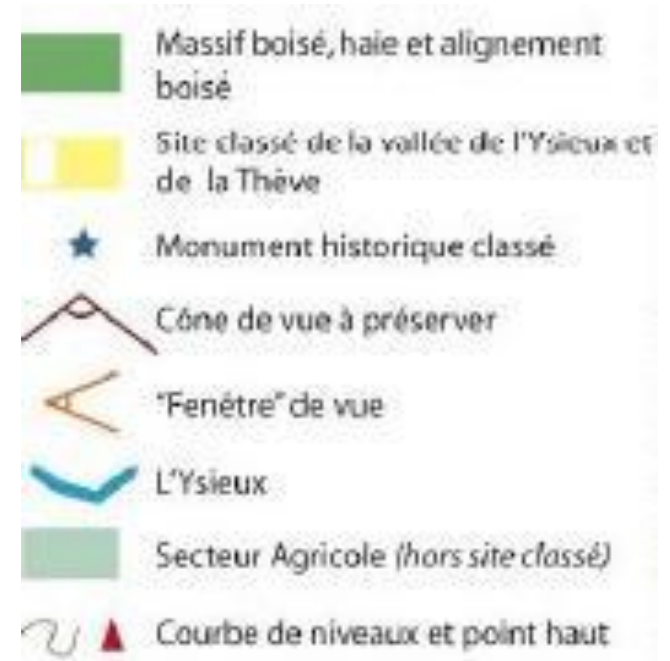 Massif boisé, haie et alignement
boisé
Site classé de la vallée de l'Ysieux et
de la Thève
Monument historique classé
Cône de vue à préserver
"Fenêtre" de vue
L'Ysieux
Secteur Agricole (hors site classé)
Courbe de niveaux et point haut